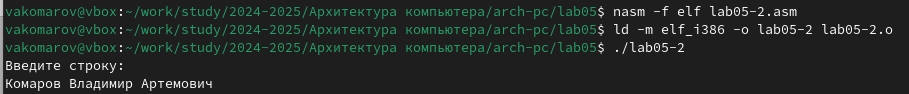 vakomarov@vbox:~/work/study/2024-2025/Архитектура компьютера/arch-pc/lab05$ nasm -f elf lab05-2.asm
vakomarov@vbox:~/work/study/2024-2025/Архитектура компьютера/arch-pc/lab05$ ld -m elf_i386 -o lab05-2 lab05-2.o
vakomarov@vbox:~/work/study/2024-2025/Архитектура компьютера/arch-pc/lab05$ ./lab05-2
Введите строку:
Комаров Владимир Артемович